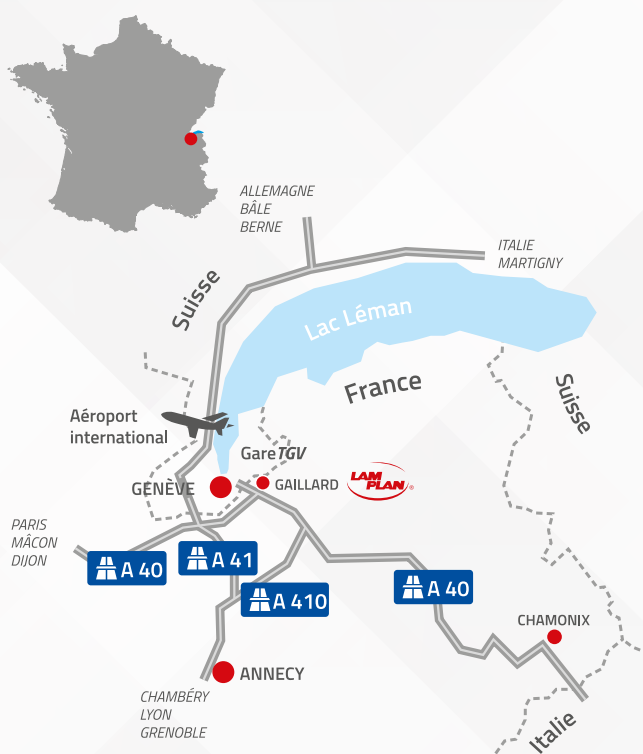 ALLEMAGNE
BÂLE
BERNE
ITALIE
MARTIGNY
Suisse
Lac Léman
France
Suisse
Aéroport
international
Gare TGV
GENÈVE
GAILLARD
LAM
PLAN®
PARIS
MÂCON
DIJON
A 40
A 41
A 410
A 40
CHAMONIX
ANNECY
CHAMBÉRY
LYON
GRENOBLE
Italie